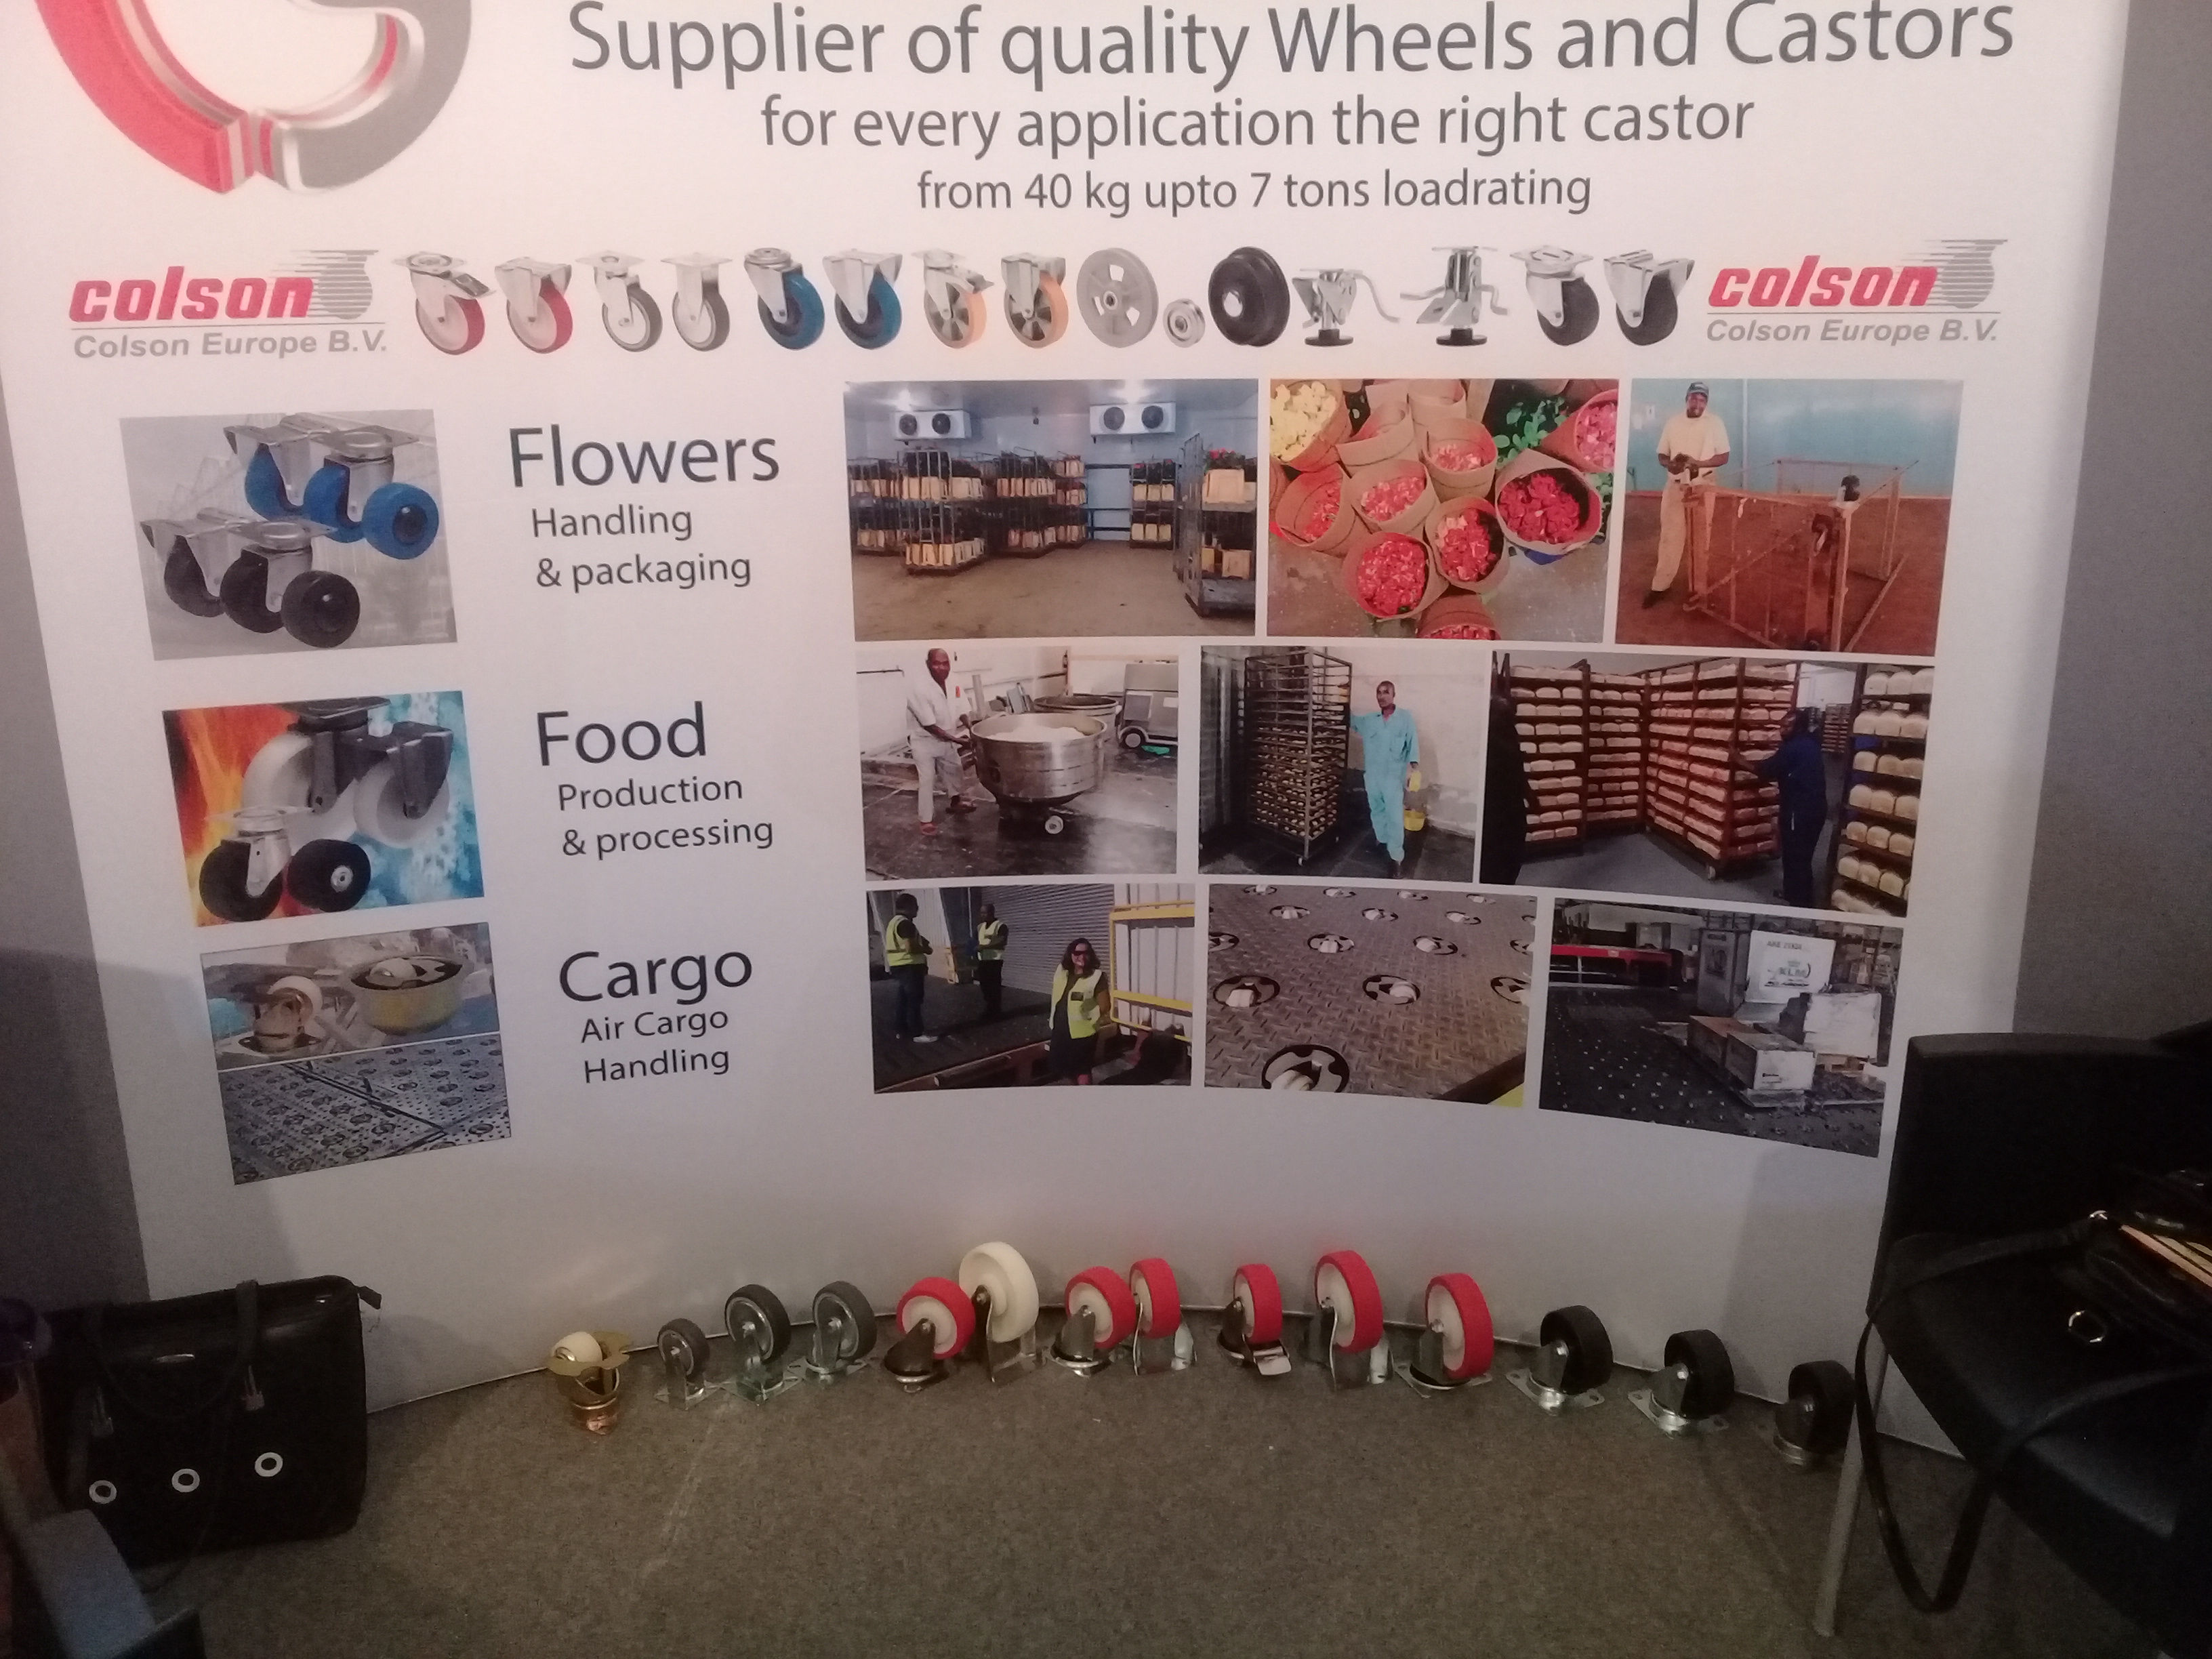 Supplier of quality Wheels and Castors
for every application the right castor
from 40 kg upto 7 tons loadrating
colson
Colson Europe B.V.
colson
Colson Europe B.V.
Flowers
Handling
& packaging
Food
Production
& processing
Cargo
Air Cargo
Handling
KLM